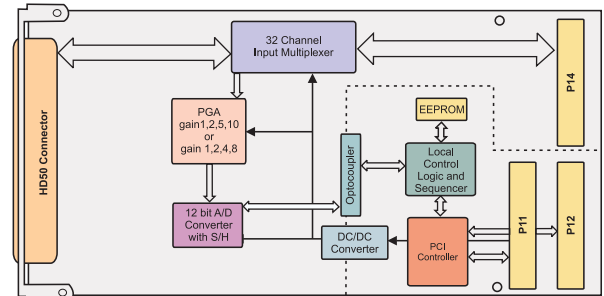 32 Channel
Input Multiplexer
HD50 Connector
P14
PGA
gain1,2,5,10
or
gain 1,2,4,8
EEPROM
Optocoupler
Local
Control
Logic and
Sequencer
12 bit A/D
Converter
with S/H
DC/DC
Converter
PCI
Controller
P11
P12